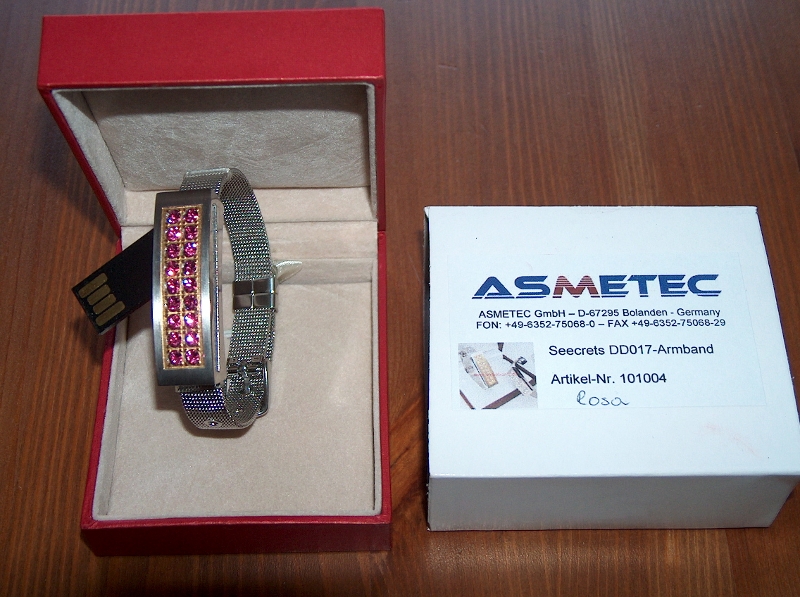 ASMETEC
ASMETEC GmbH – D-67295 Bolanden - Germany
FON: +49-6352-75068-0 – FAX +49-6352-75068-29
Seecrets DD017-Armband
Artikel-Nr. 101004
Rosa